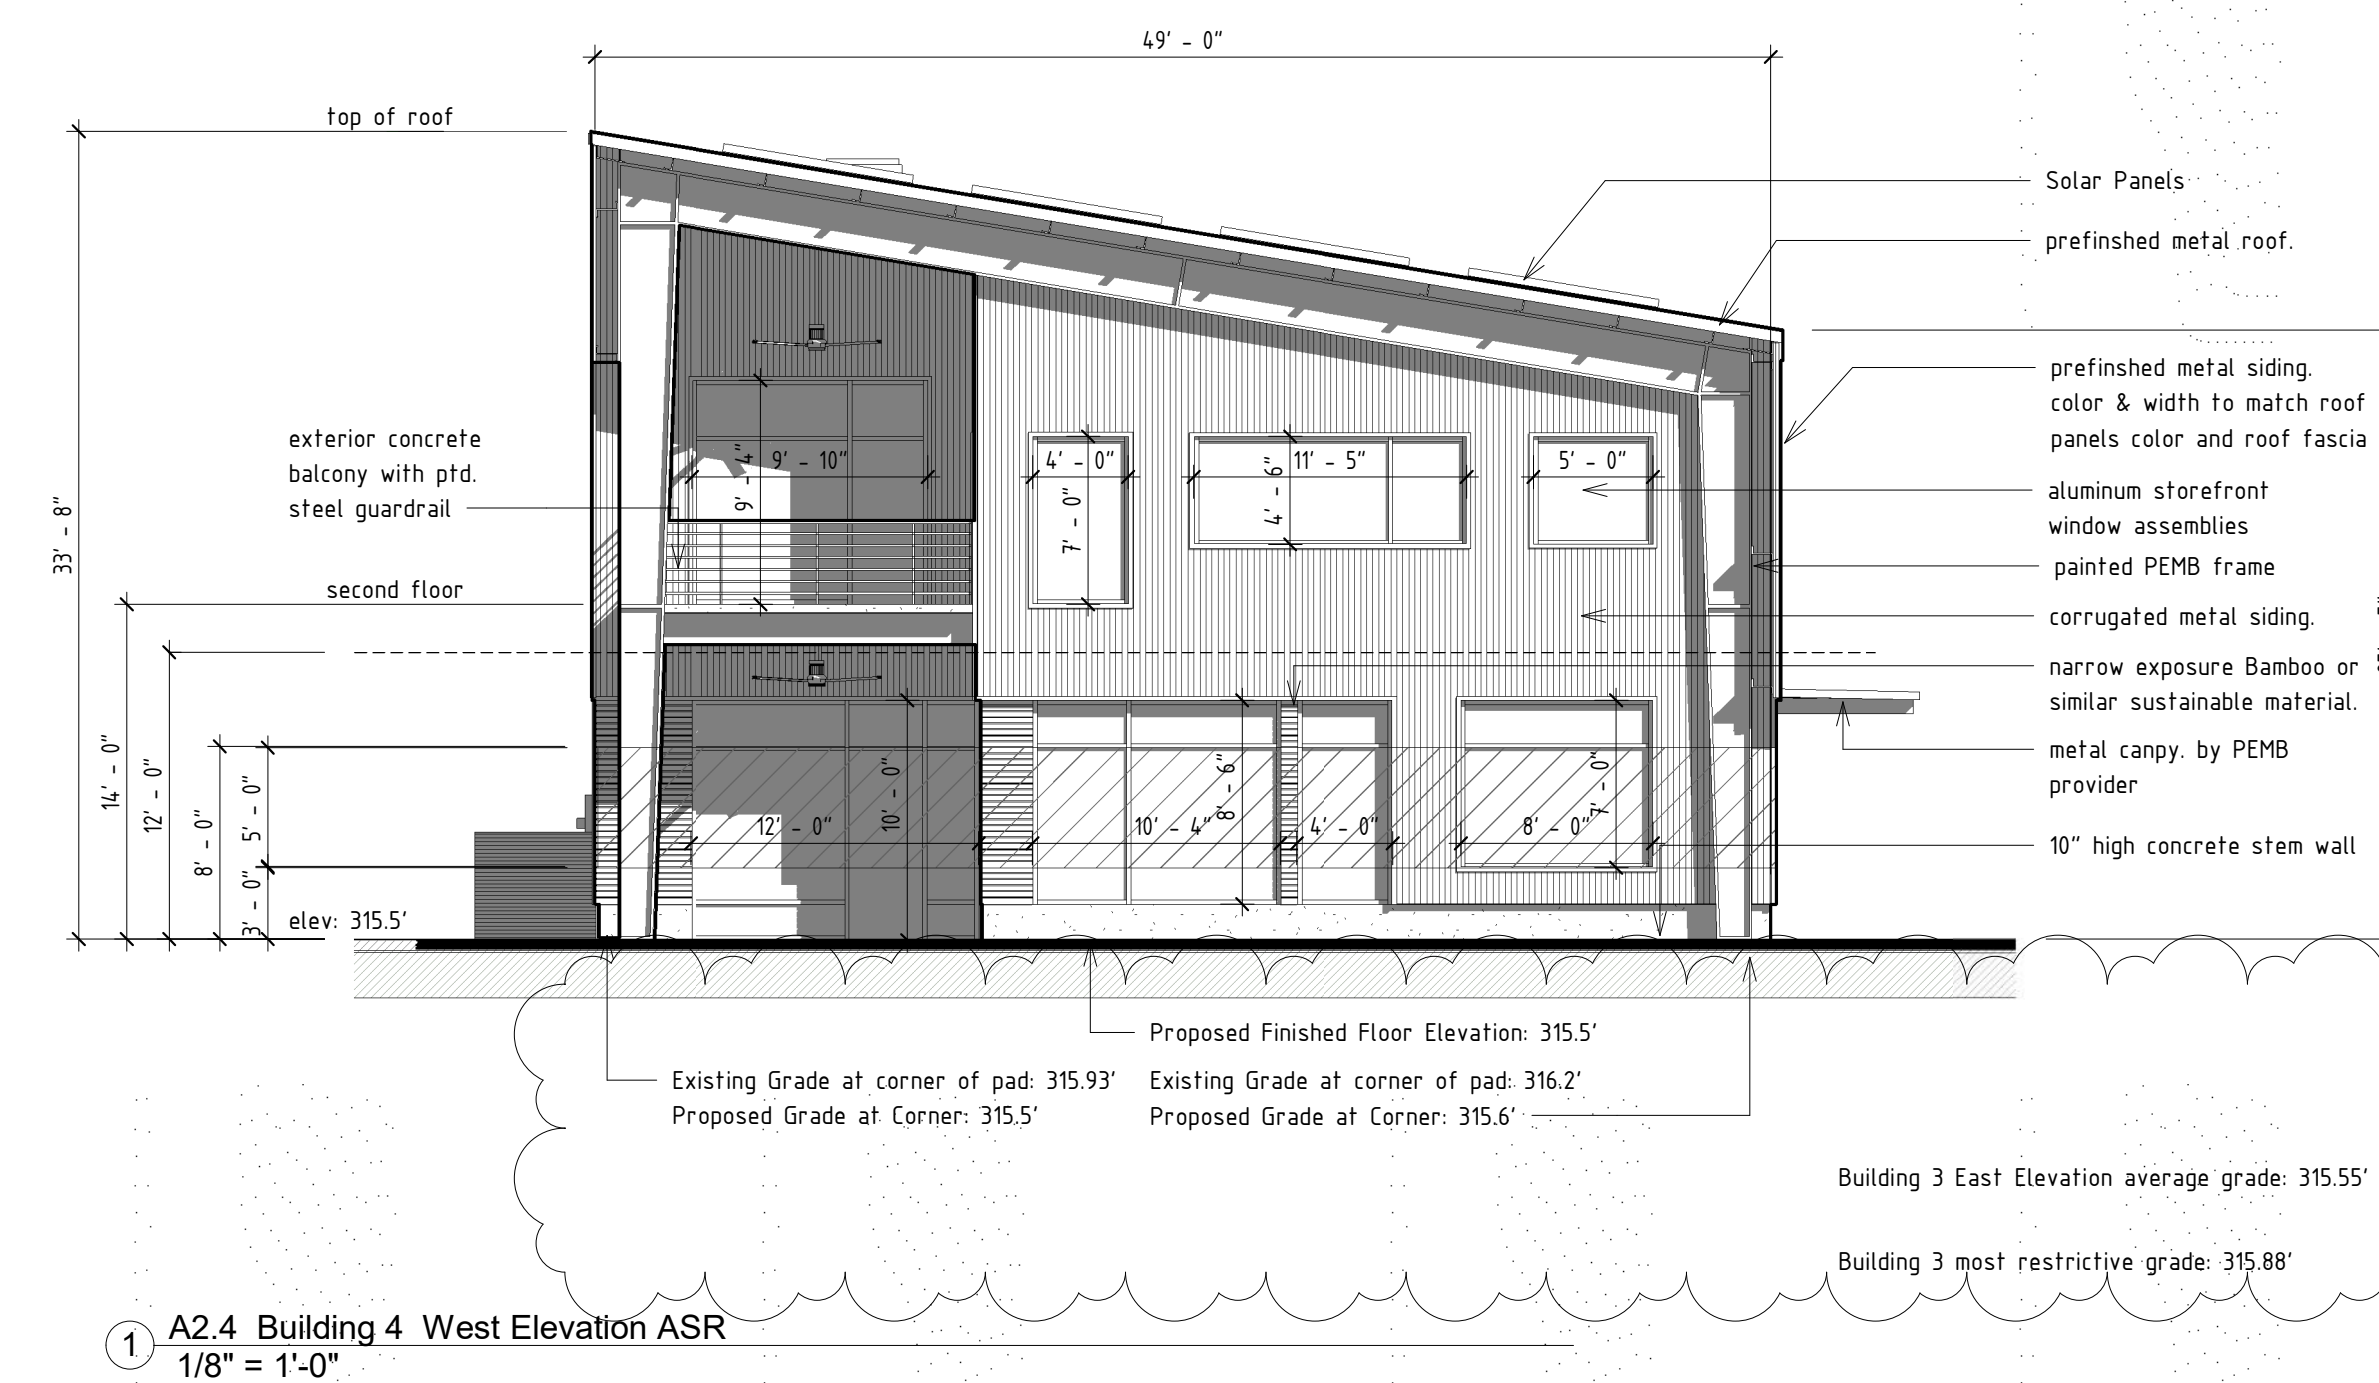 49' - 0"
top of roof
Solar Panels
prefinshed metal roof.
prefinshed metal siding.
color & width to match roof
panels color and roof fascia
exterior concrete
balcony with ptd.
steel guardrail
9' - 4"
9' - 10"
4' - 0"
7' - 0"
4' - 6"
11' - 5"
5' - 0"
aluminum storefront
window assemblies
33' - 8"
painted PEMB frame
second floor
corrugated metal siding.
narrow exposure Bamboo or
similar sustainable material.
metal canpy. by PEMB
provider
14' - 0"
12' - 0"
8' - 0"
5' - 0"
3' - 0"
12' - 0"
10' - 0"
10' - 4"
8' - 6"
4' - 0"
8' - 0"
7' - 0"
10" high concrete stem wall
elev: 315.5'
Proposed Finished Floor Elevation: 315.5'
Existing Grade at corner of pad: 315.93'
Proposed Grade at Corner: 315.5'
Existing Grade at corner of pad: 316.2'
Proposed Grade at Corner: 315.6'
Building 3 East Elevation average grade: 315.55'
Building 3 most restrictive grade: 315.88'
1
A2.4 Building 4 West Elevation ASR
1/8" = 1'-0"